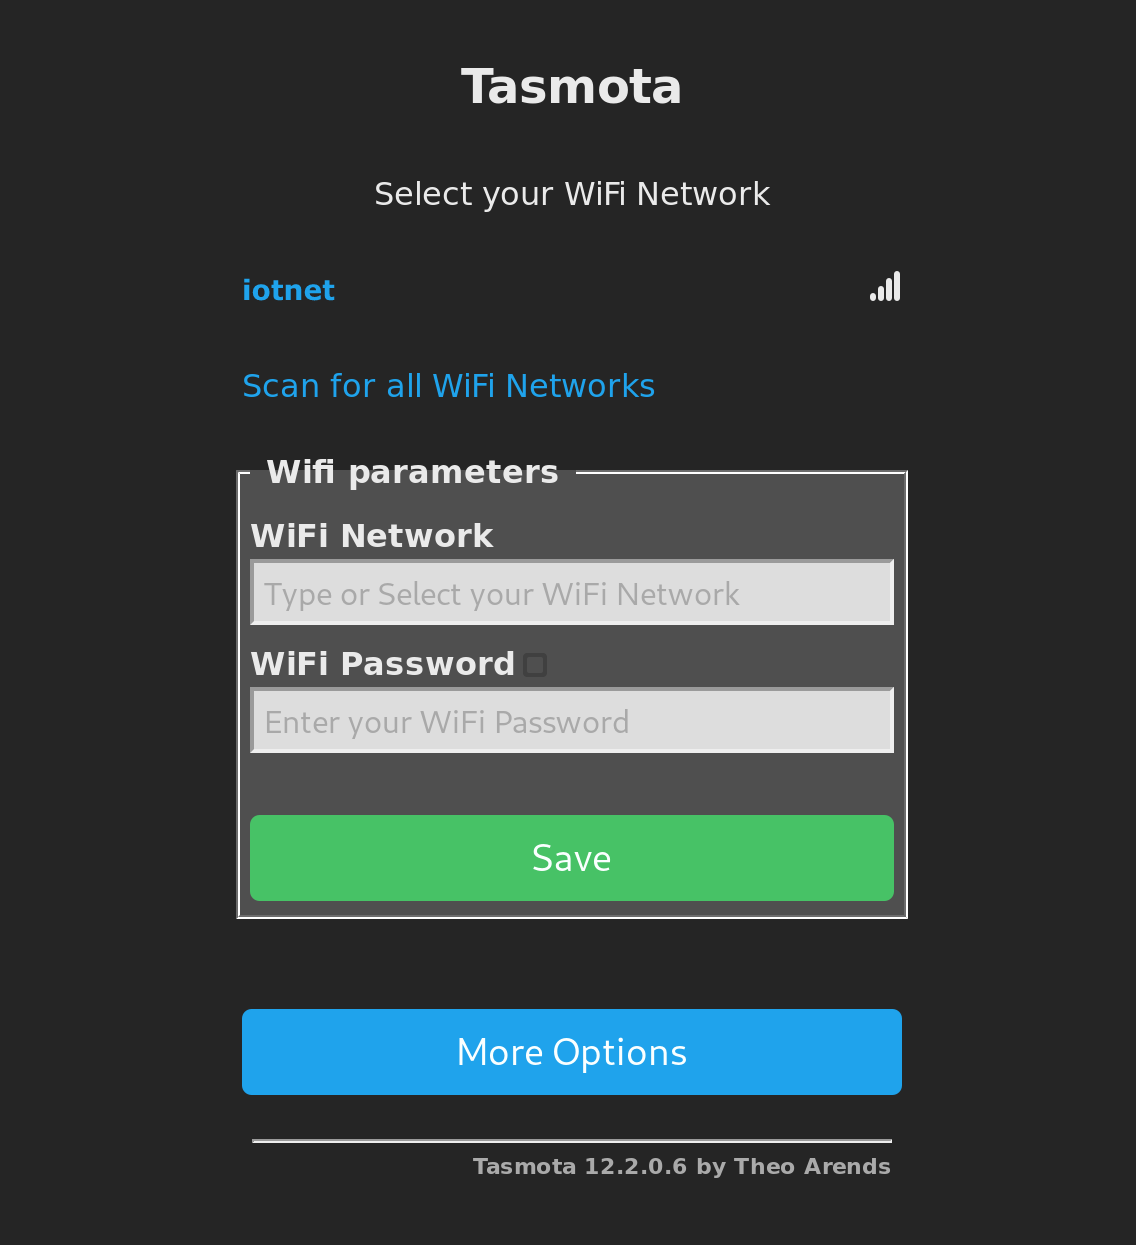 Tasmota
Select your WiFi Network
iotnet
Scan for all WiFi Networks
Wifi parameters
WiFi Network
Type or Select your WiFi Network
WiFi Password
Enter your WiFi Password
Save
More Options
Tasmota 12.2.0.6 by Theo Arends